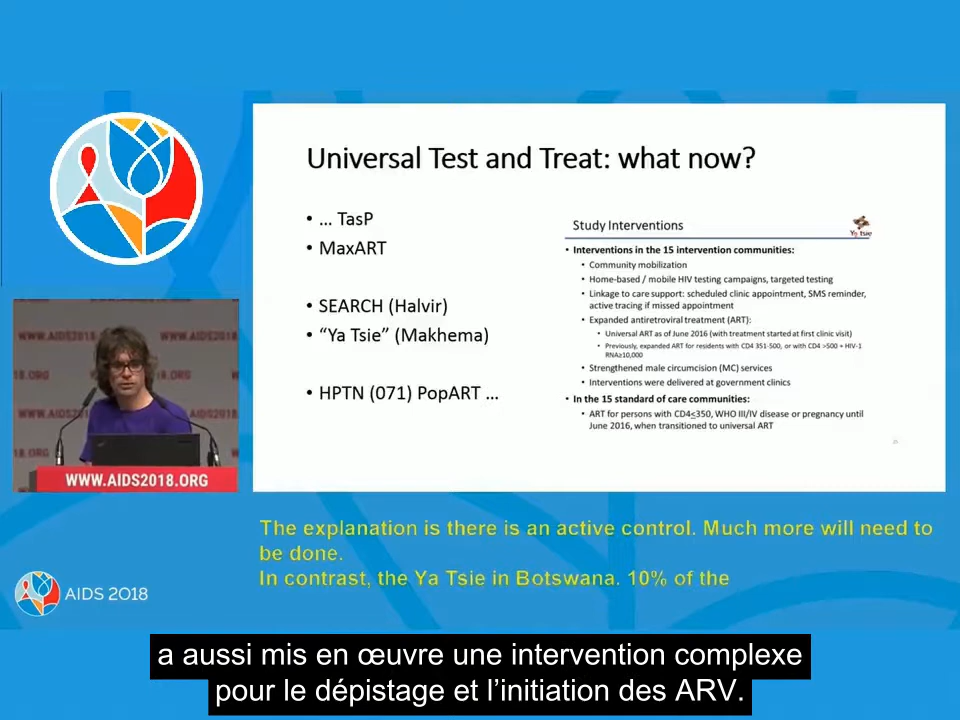 Universal Test and Treat: what now?
• ... TasP
• MaxART
• SEARCH (Halvir)
• “Ya Tsie” (Makhema)
• HPTN (071) PopART ...
Study Interventions
Ya tsie
• Interventions in the 15 intervention communities:
• Community mobilization
• Home-based / mobile HIV testing campaigns, targeted testing
• Linkage to care support: scheduled clinic appointment, SMS reminder,
active tracing if missed appointment
• Expanded antiretroviral treatment (ART):
• Universal ART as of June 2016 (with treatment started at first clinic visit)
• Previously, expanded ART for residents with CD4 351-500, or with CD4 >500 + HIV-1
RNA≥10,000
• Strengthened male circumcision (MC) services
• Interventions were delivered at government clinics
• In the 15 standard of care communities:
• ART for persons with CD4≤350, WHO III/IV disease or pregnancy until
June 2016, when transitioned to universal ART
WWW.AIDS2018.ORG
The explanation is there is an active control. Much more will need to
be done.
In contrast, the Ya Tsie in Botswana. 10% of the
AIDS 2018
a aussi mis en œuvre une intervention complexe
pour le dépistage et l’initiation des ARV.